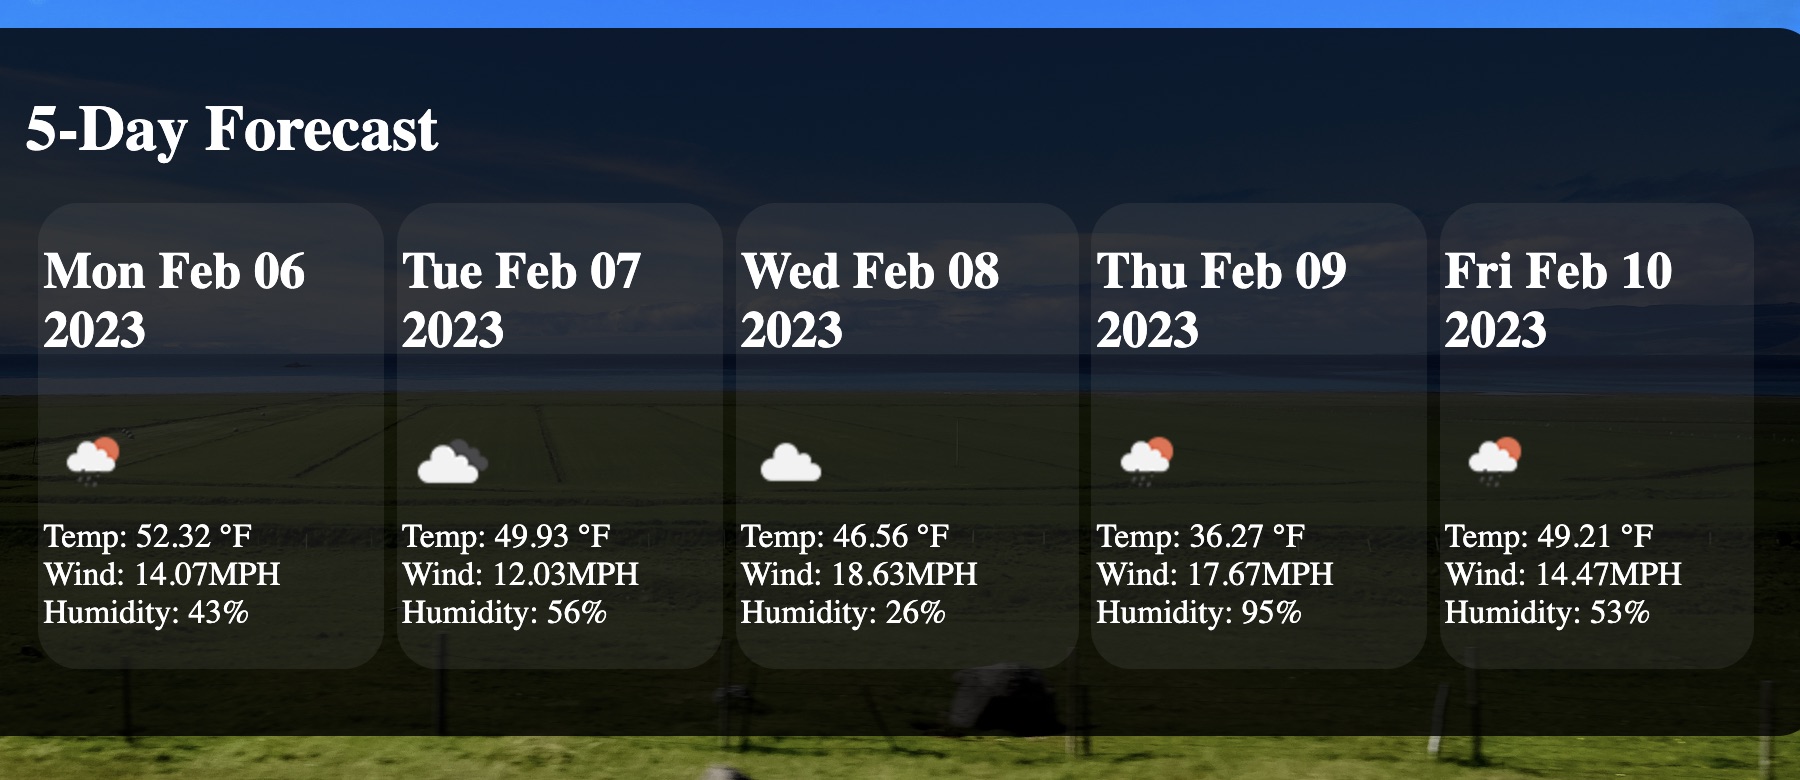 5-Day Forecast
Mon Feb 06
2023
Temp: 52.32 °F
Wind: 14.07MPH
Humidity: 43%
Tue Feb 07
2023
Temp: 49.93 °F
Wind: 12.03MPH
Humidity: 56%
Wed Feb 08
2023
Temp: 46.56 °F
Wind: 18.63MPH
Humidity: 26%
Thu Feb 09
2023
Temp: 36.27 °F
Wind: 17.67MPH
Humidity: 95%
Fri Feb 10
2023
Temp: 49.21 °F
Wind: 14.47MPH
Humidity: 53%